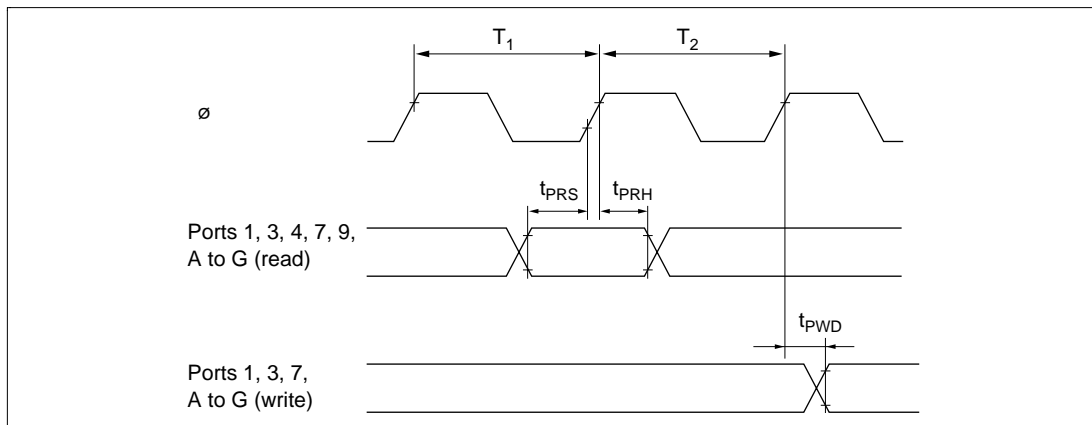 T1 T2
ø
tPRS tPRH
Ports 1, 3, 4, 7, 9,
A to G (read)
tPWD
Ports 1, 3, 7,
A to G (write)